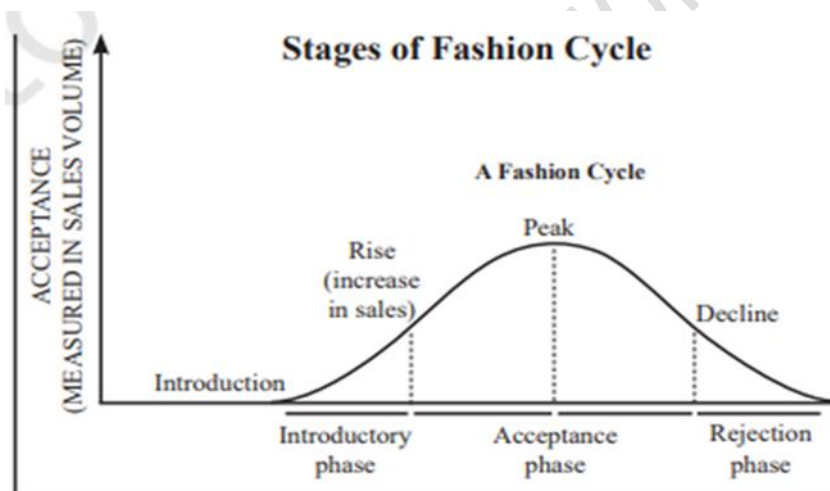 Stages of Fashion Cycle
ACCEPTANCE
(MEASURED IN SALES VOLUME)
A Fashion Cycle
Peak
Rise
(increase
in sales)
Decline
Introduction
Introductory
phase
Acceptance
phase
Rejection
phase